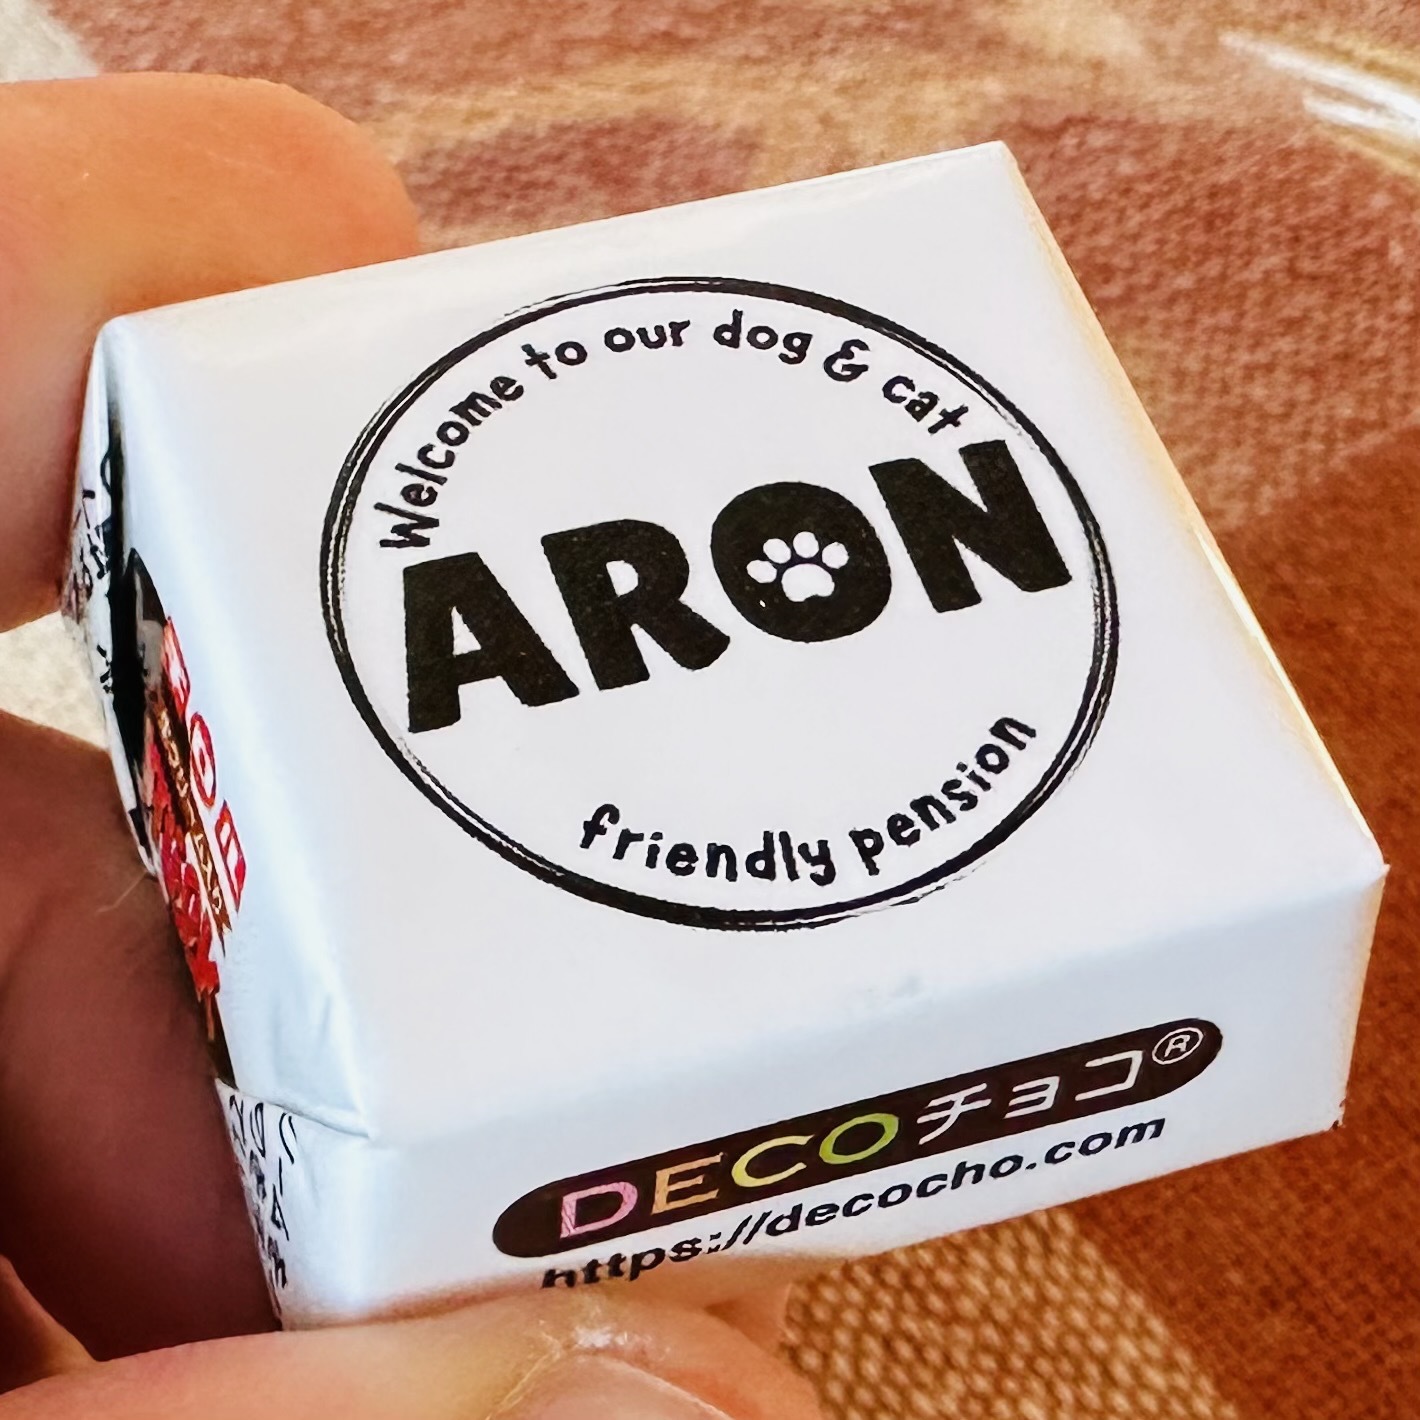 Welcome to our dog & cat
ARON
friendly pension
DECOチョコ®
https://decocho.com